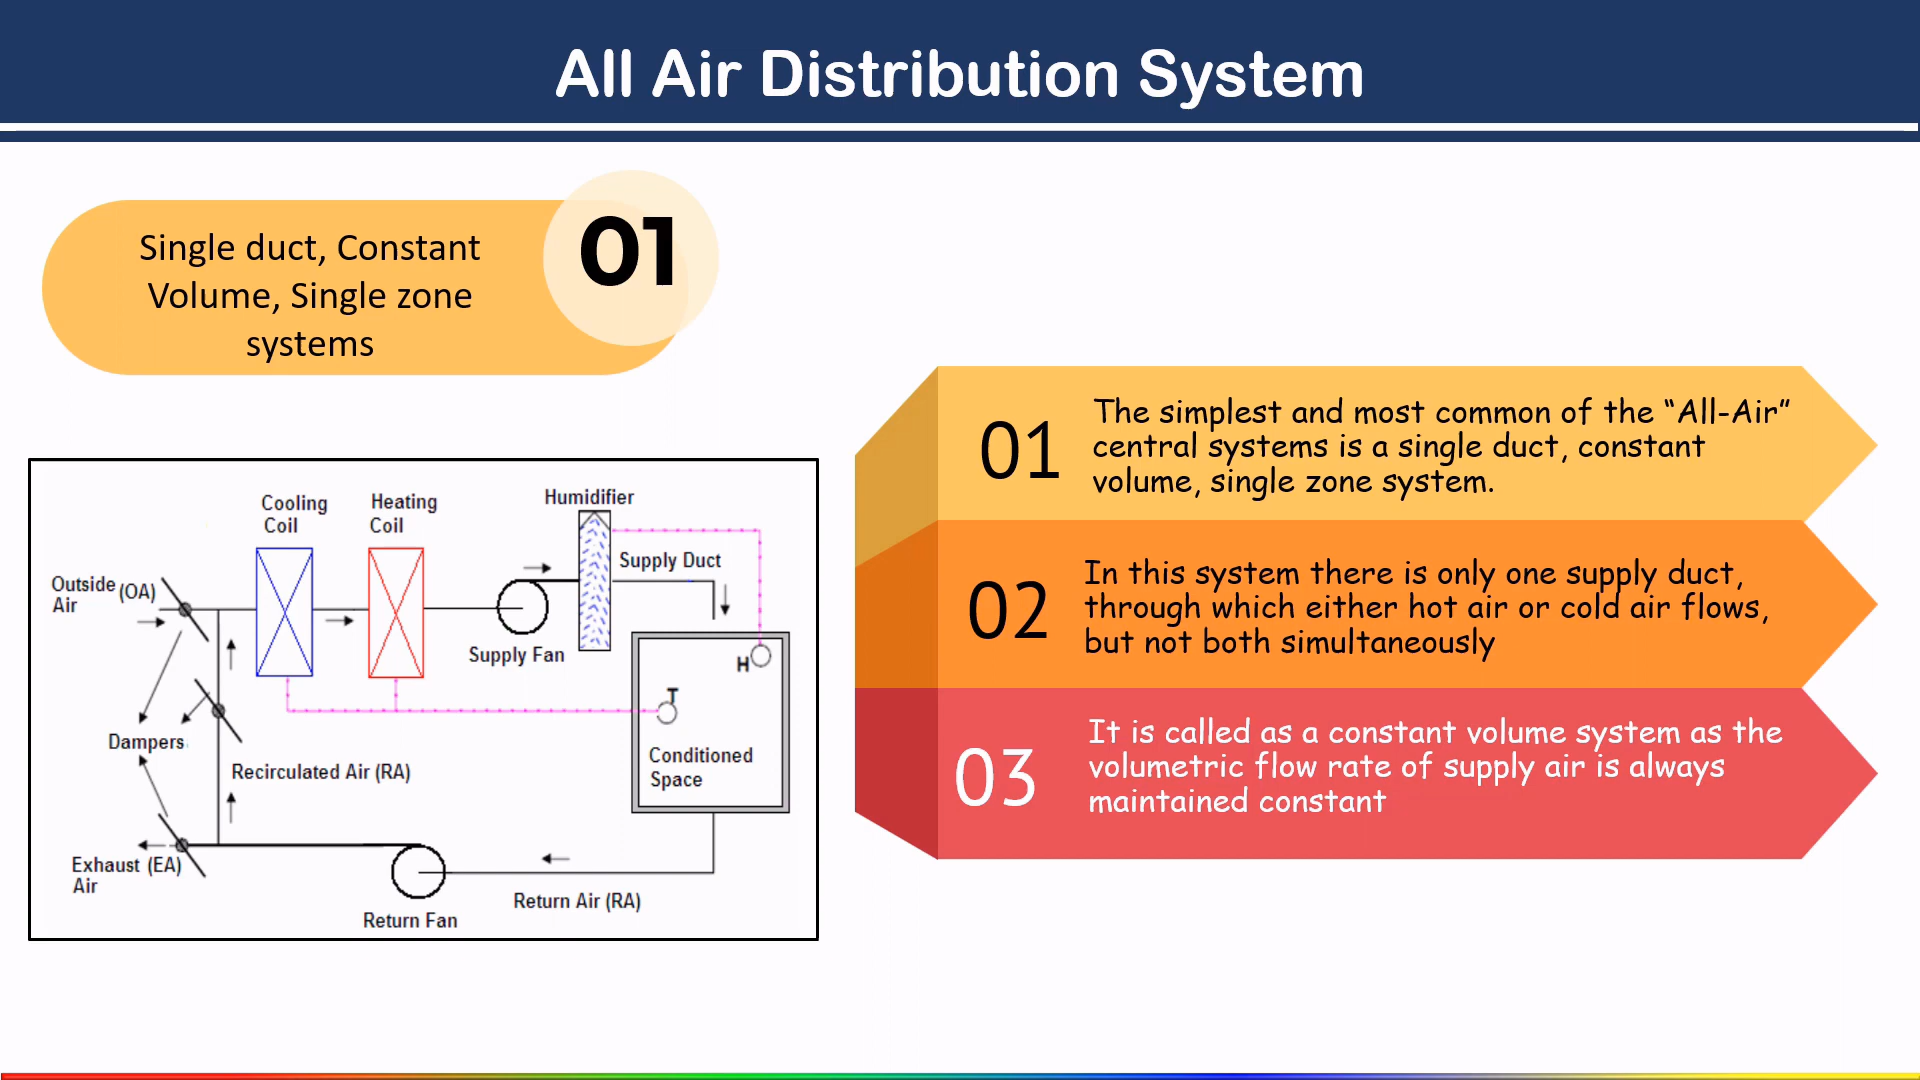 All Air Distribution System
Single duct, Constant
Volume, Single zone
systems
01
Cooling
Coil
Heating
Coil
Humidifier
Supply Duct
Outside
Air
(OA)
Supply Fan
H
T
Dampers
Conditioned
Space
Recirculated Air (RA)
Exhaust (EA)
Air
Return Air (RA)
Return Fan
01
The simplest and most common of the “All-Air”
central systems is a single duct, constant
volume, single zone system.
02
In this system there is only one supply duct,
through which either hot air or cold air flows,
but not both simultaneously
03
It is called as a constant volume system as the
volumetric flow rate of supply air is always
maintained constant